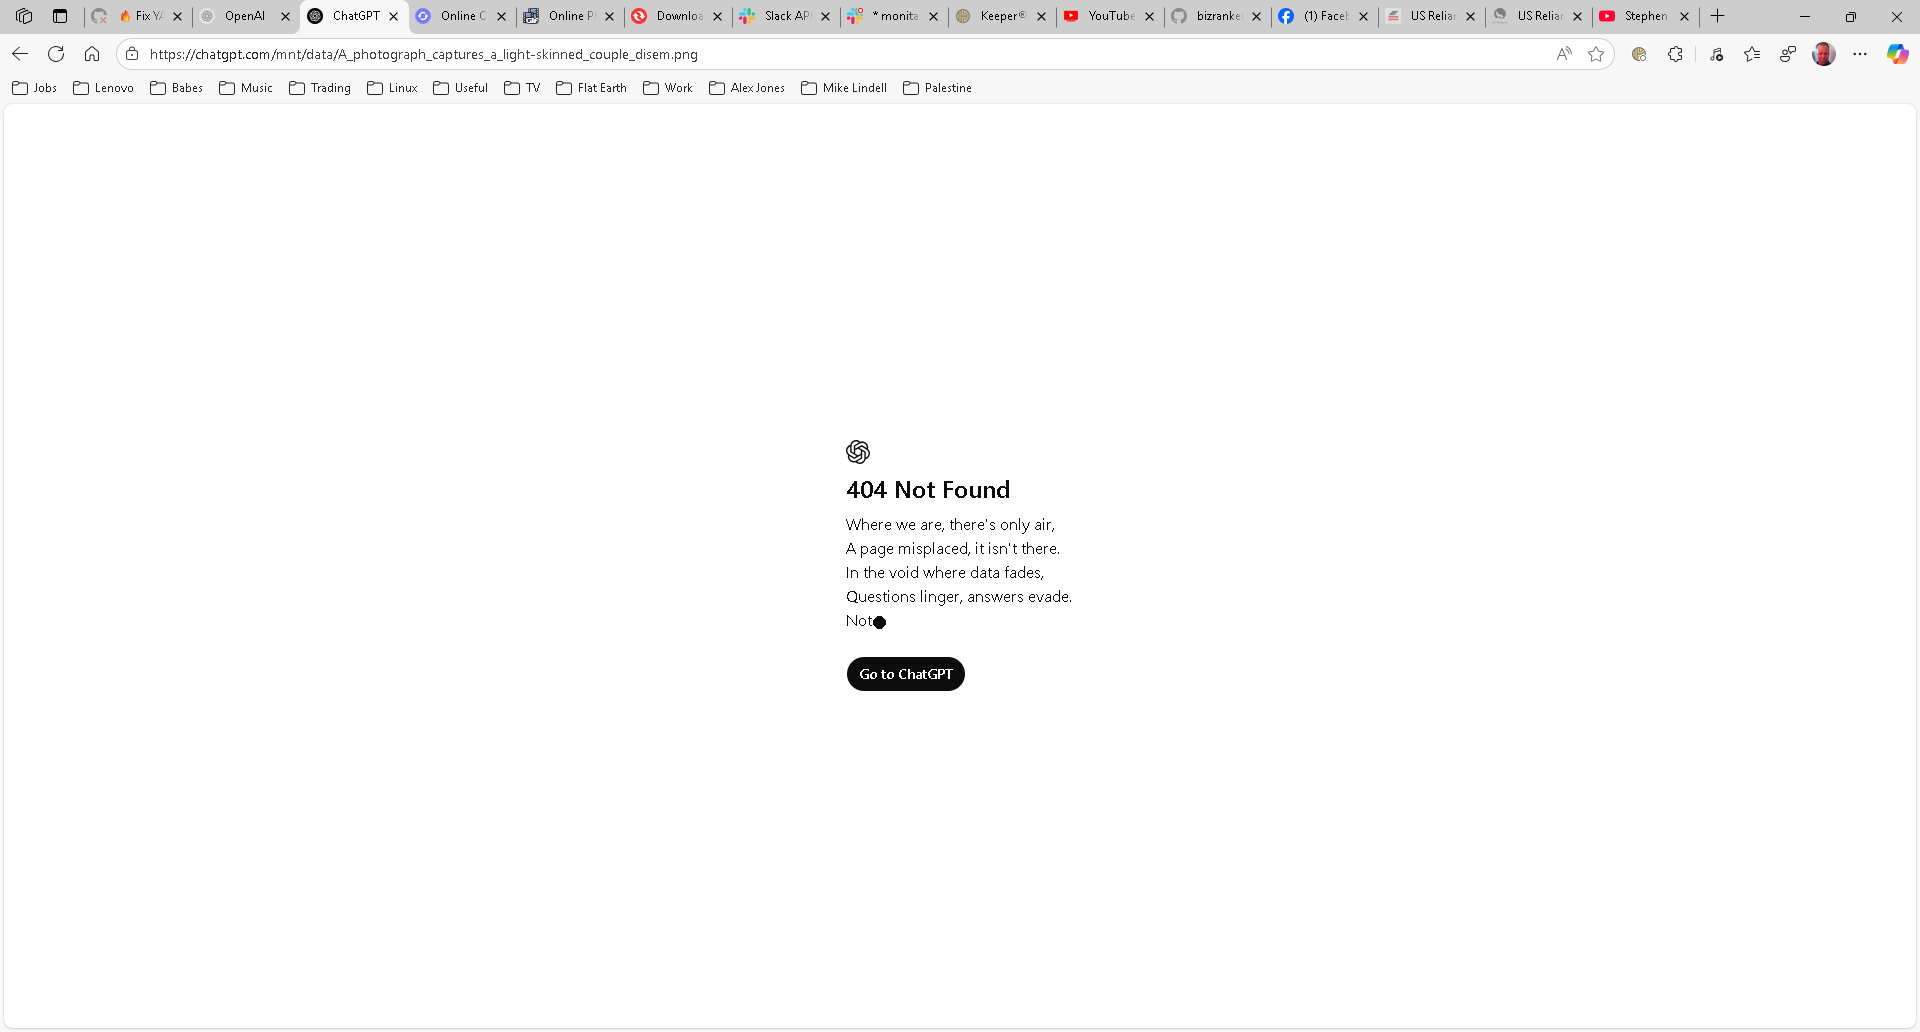 Fix YA
OpenAI
ChatGPT
Online C
Online P
Downloa
Slack AP
* monita
Keeper®
YouTube
bizranke
(1) Faceb
US Relian
US Relian
Stephen
https://chatgpt.com/mnt/data/A_photograph_captures_a_light-skinned_couple_disem.png
Jobs
Lenovo
Babes
Music
Trading
Linux
Useful
TV
Flat Earth
Work
Alex Jones
Mike Lindell
Palestine
404 Not Found
Where we are, there's only air,
A page misplaced, it isn't there.
In the void where data fades,
Questions linger, answers evade.
Not
Go to ChatGPT